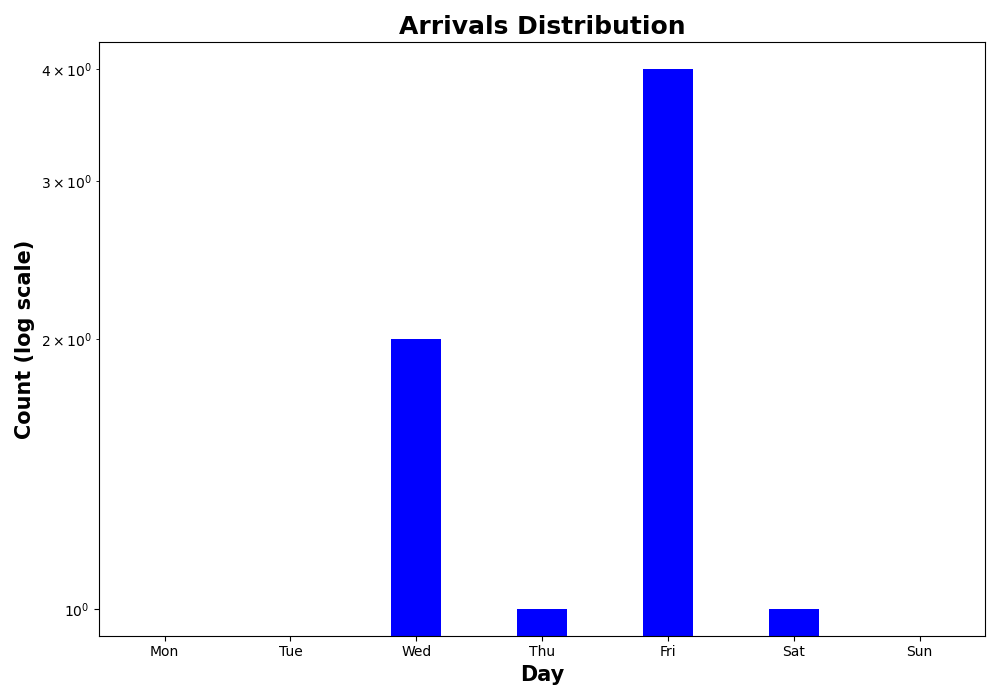 Arrivals Distribution
Count (log scale)
4 × 10⁰
3 × 10⁰
2 × 10⁰
10⁰
Mon Tue Wed Thu Fri Sat Sun
Day